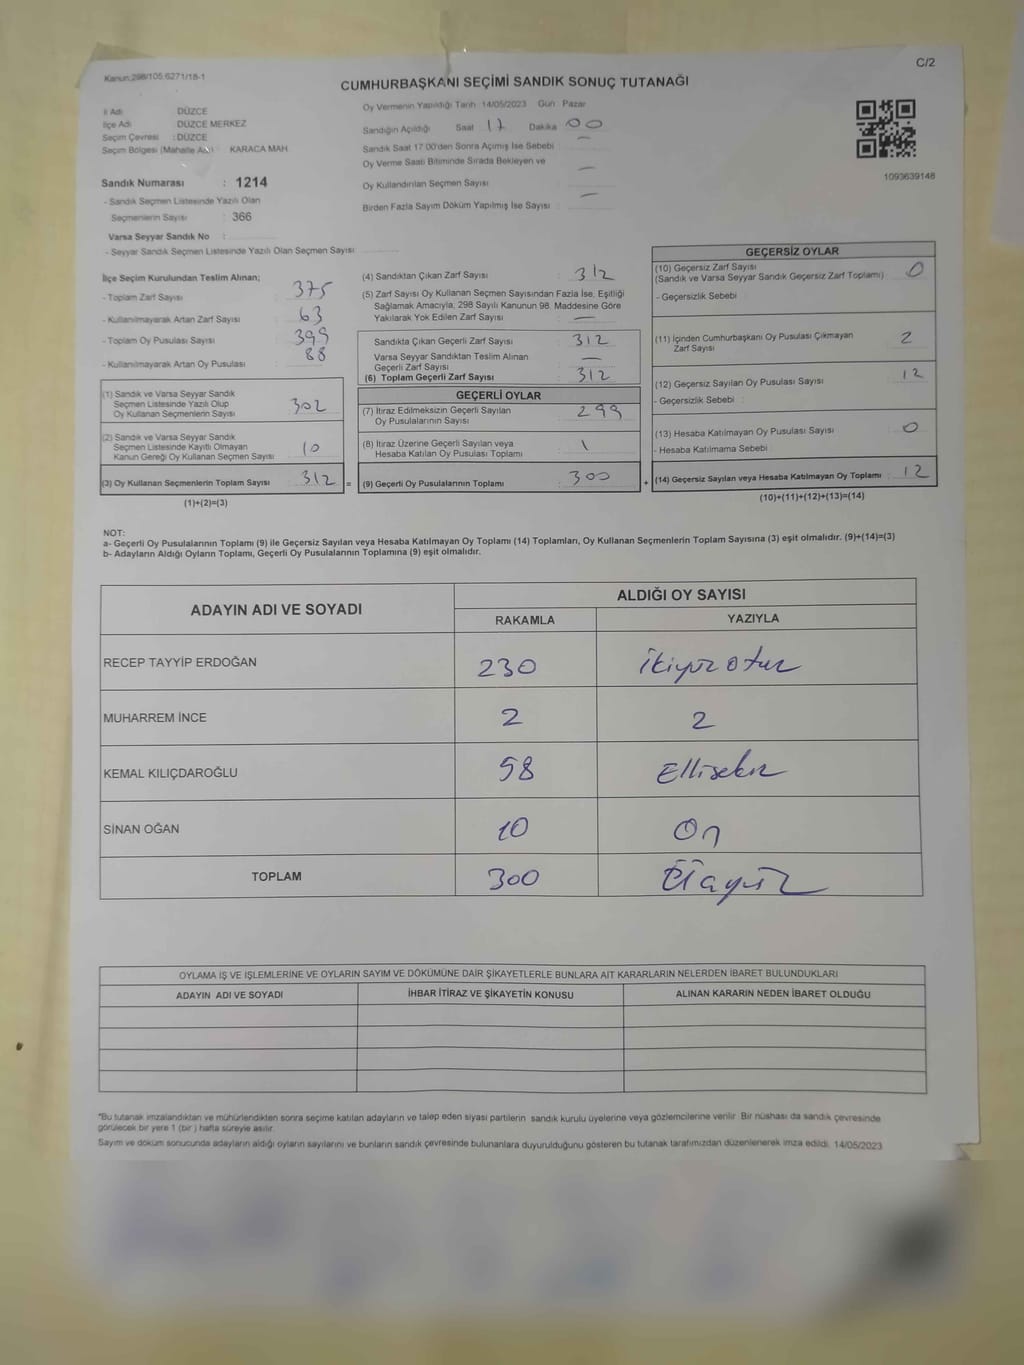 Kanun:298/105:6271/18-1
C/2
CUMHURBAŞKANI SEÇİMİ SANDIK SONUÇ TUTANAĞI
İl Adı : DÜZCE
İlçe Adı : DÜZCE MERKEZ
Seçim Çevresi : DÜZCE
Seçim Bölgesi (Mahalle Adı) : KARACA MAH.
Sandık Numarası : 1214
- Sandık Seçmen Listesinde Yazılı Olan
Seçmenlerin Sayısı : 366
Varsa Seyyar Sandık No :
- Seyyar Sandık Seçmen Listesinde Yazılı Olan Seçmen Sayısı
Oy Vermenin Yapıldığı Tarih 14/05/2023 Gün Pazar
Sandığın Açıldığı Saat 17 Dakika 00
Sandık Saat 17.00'den Sonra Açımış İse Sebebi : —
Oy Verme Saati Bitiminde Sırada Bekleyen ve
Oy Kullandırılan Seçmen Sayısı : —
Birden Fazla Sayım Döküm Yapılmış İse Sayısı : —
1093639148
İlçe Seçim Kurulundan Teslim Alınan;
- Toplam Zarf Sayısı 375
- Kullanılmayarak Artan Zarf Sayısı 63
- Toplam Oy Pusulası Sayısı 399
- Kullanılmayarak Artan Oy Pusulası 88
(1) Sandık ve Varsa Seyyar Sandık
Seçmen Listesinde Yazılı Olup
Oy Kullanan Seçmenlerin Sayısı 302
(2) Sandık ve Varsa Seyyar Sandık
Seçmen Listesinde Kayıtlı Olmayan
Kanun Gereği Oy Kullanan Seçmen Sayısı 10
(3) Oy Kullanan Seçmenlerin Toplam Sayısı 312 =
(1)+(2)=(3)
(4) Sandıktan Çıkan Zarf Sayısı : 312
(5) Zarf Sayısı Oy Kullanan Seçmen Sayısından Fazla İse, Eşitliği
Sağlamak Amacıyla, 298 Sayılı Kanunun 98. Maddesine Göre
Yakılarak Yok Edilen Zarf Sayısı : —
Sandıkta Çıkan Geçerli Zarf Sayısı : 312
Varsa Seyyar Sandıktan Teslim Alınan
Geçerli Zarf Sayısı : —
(6) Toplam Geçerli Zarf Sayısı : 312
GEÇERLİ OYLAR
(7) İtiraz Edilmeksizin Geçerli Sayılan
Oy Pusulalarının Sayısı : 299
(8) İtiraz Üzerine Geçerli Sayılan veya
Hesaba Katılan Oy Pusulası Toplamı : 1
(9) Geçerli Oy Pusulalarının Toplamı : 300 +
GEÇERSİZ OYLAR
(10) Geçersiz Zarf Sayısı
(Sandık ve Varsa Seyyar Sandık Geçersiz Zarf Toplamı) : 0
- Geçersizlik Sebebi :
(11) İçinden Cumhurbaşkanı Oy Pusulası Çıkmayan
Zarf Sayısı : 2
(12) Geçersiz Sayılan Oy Pusulası Sayısı : 12
- Geçersizlik Sebebi :
(13) Hesaba Katılmayan Oy Pusulası Sayısı : 0
- Hesaba Katılmama Sebebi :
(14) Geçersiz Sayılan veya Hesaba Katılmayan Oy Toplamı : 12
(10)+(11)+(12)+(13)=(14)
NOT:
a- Geçerli Oy Pusulalarının Toplamı (9) ile Geçersiz Sayılan veya Hesaba Katılmayan Oy Toplamı (14) Toplamları, Oy Kullanan Seçmenlerin Toplam Sayısına (3) eşit olmalıdır. (9)+(14)=(3)
b- Adayların Aldığı Oyların Toplamı, Geçerli Oy Pusulalarının Toplamına (9) eşit olmalıdır.
ADAYIN ADI VE SOYADI
ALDIĞI OY SAYISI
RAKAMLA YAZIYLA
RECEP TAYYİP ERDOĞAN 230 ikiyüz otuz
MUHARREM İNCE 2 2
KEMAL KILIÇDAROĞLU 58 Ellisekiz
SİNAN OĞAN 10 On
TOPLAM 300 Üçyüz
OYLAMA İŞ VE İŞLEMLERİNE VE OYLARIN SAYIM VE DÖKÜMÜNE DAİR ŞİKAYETLERLE BUNLARA AİT KARARLARIN NELERDEN İBARET BULUNDUKLARI
ADAYIN ADI VE SOYADI İHBAR İTİRAZ VE ŞİKAYETİN KONUSU ALINAN KARARIN NEDEN İBARET OLDUĞU
*Bu tutanak imzalandıktan ve mühürlendikten sonra seçime katılan adayların ve talep eden siyasi partilerin sandık kurulu üyelerine veya gözlemcilerine verilir. Bir nüshası da sandık çevresinde
görülecek bir yere 1 (bir ) hafta süreyle asılır.
Sayım ve döküm sonucunda adayların aldığı oyların sayılarını ve bunların sandık çevresinde bulunanlara duyurulduğunu gösteren bu tutanak tarafımızdan düzenlenerek imza edildi. 14/05/2023